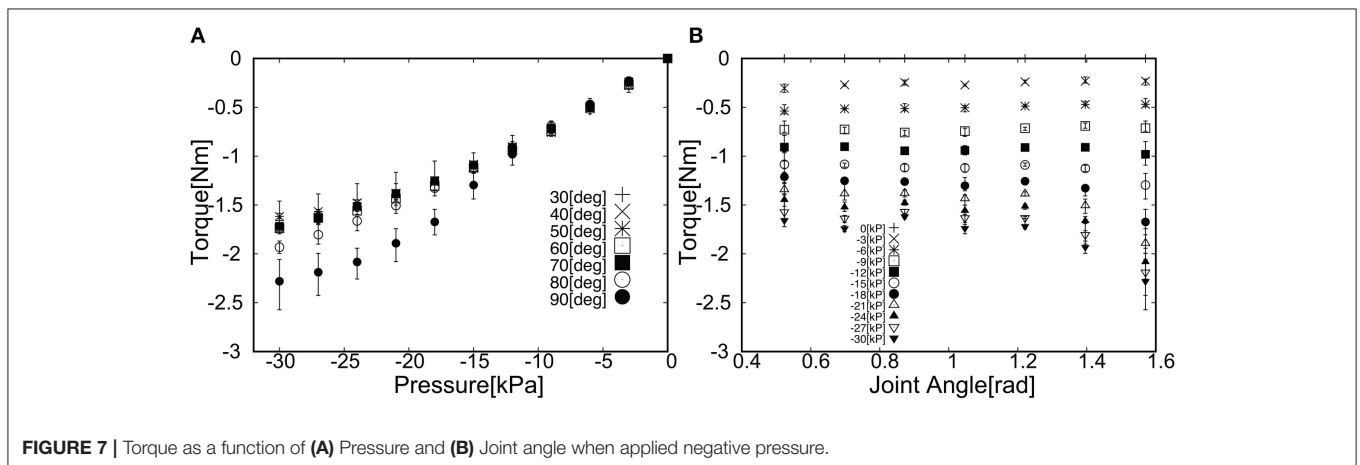 A
0
-0.5
-1
-1.5
-2
-2.5
-3
Torque[Nm]
-30 -25 -20 -15 -10 -5 0
Pressure[kPa]
30[deg]
40[deg]
50[deg]
60[deg]
70[deg]
80[deg]
90[deg]
B
0
-0.5
-1
-1.5
-2
-2.5
-3
Torque[Nm]
0.4 0.6 0.8 1 1.2 1.4 1.6
Joint Angle[rad]
0[kP]
-3[kP]
-6[kP]
-9[kP]
-12[kP]
-15[kP]
-18[kP]
-21[kP]
-24[kP]
-27[kP]
-30[kP]
FIGURE 7 | Torque as a function of (A) Pressure and (B) Joint angle when applied negative pressure.